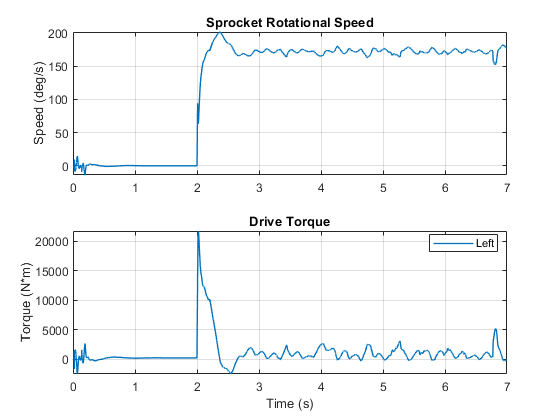 Sprocket Rotational Speed
Speed (deg/s)
200
150
100
50
0
0 1 2 3 4 5 6 7
Drive Torque
Left
Torque (N*m)
20000
15000
10000
5000
0
0 1 2 3 4 5 6 7
Time (s)